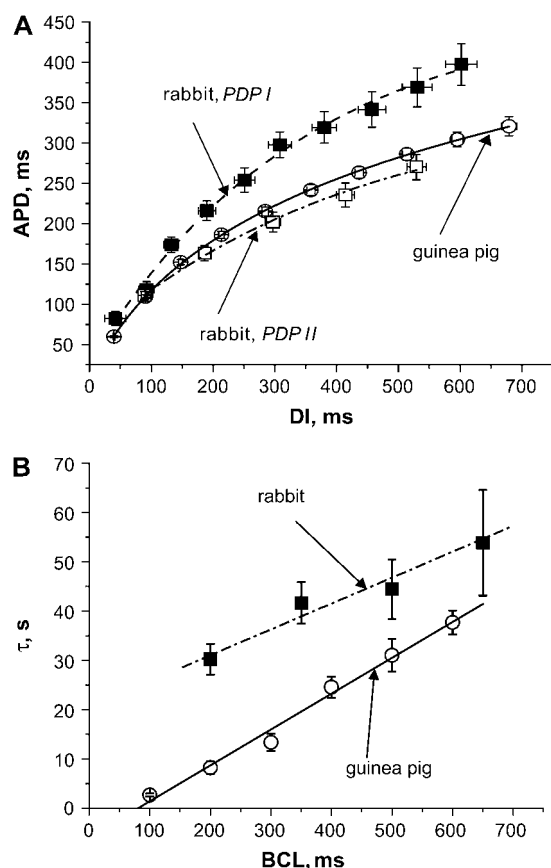 A
450
400
350
300
250
200
150
100
50
APD, ms
rabbit, PDP I
guinea pig
rabbit, PDP II
0 100 200 300 400 500 600 700
DI, ms
B
70
60
50
40
30
20
10
0
τ, s
rabbit
guinea pig
0 100 200 300 400 500 600 700
BCL, ms